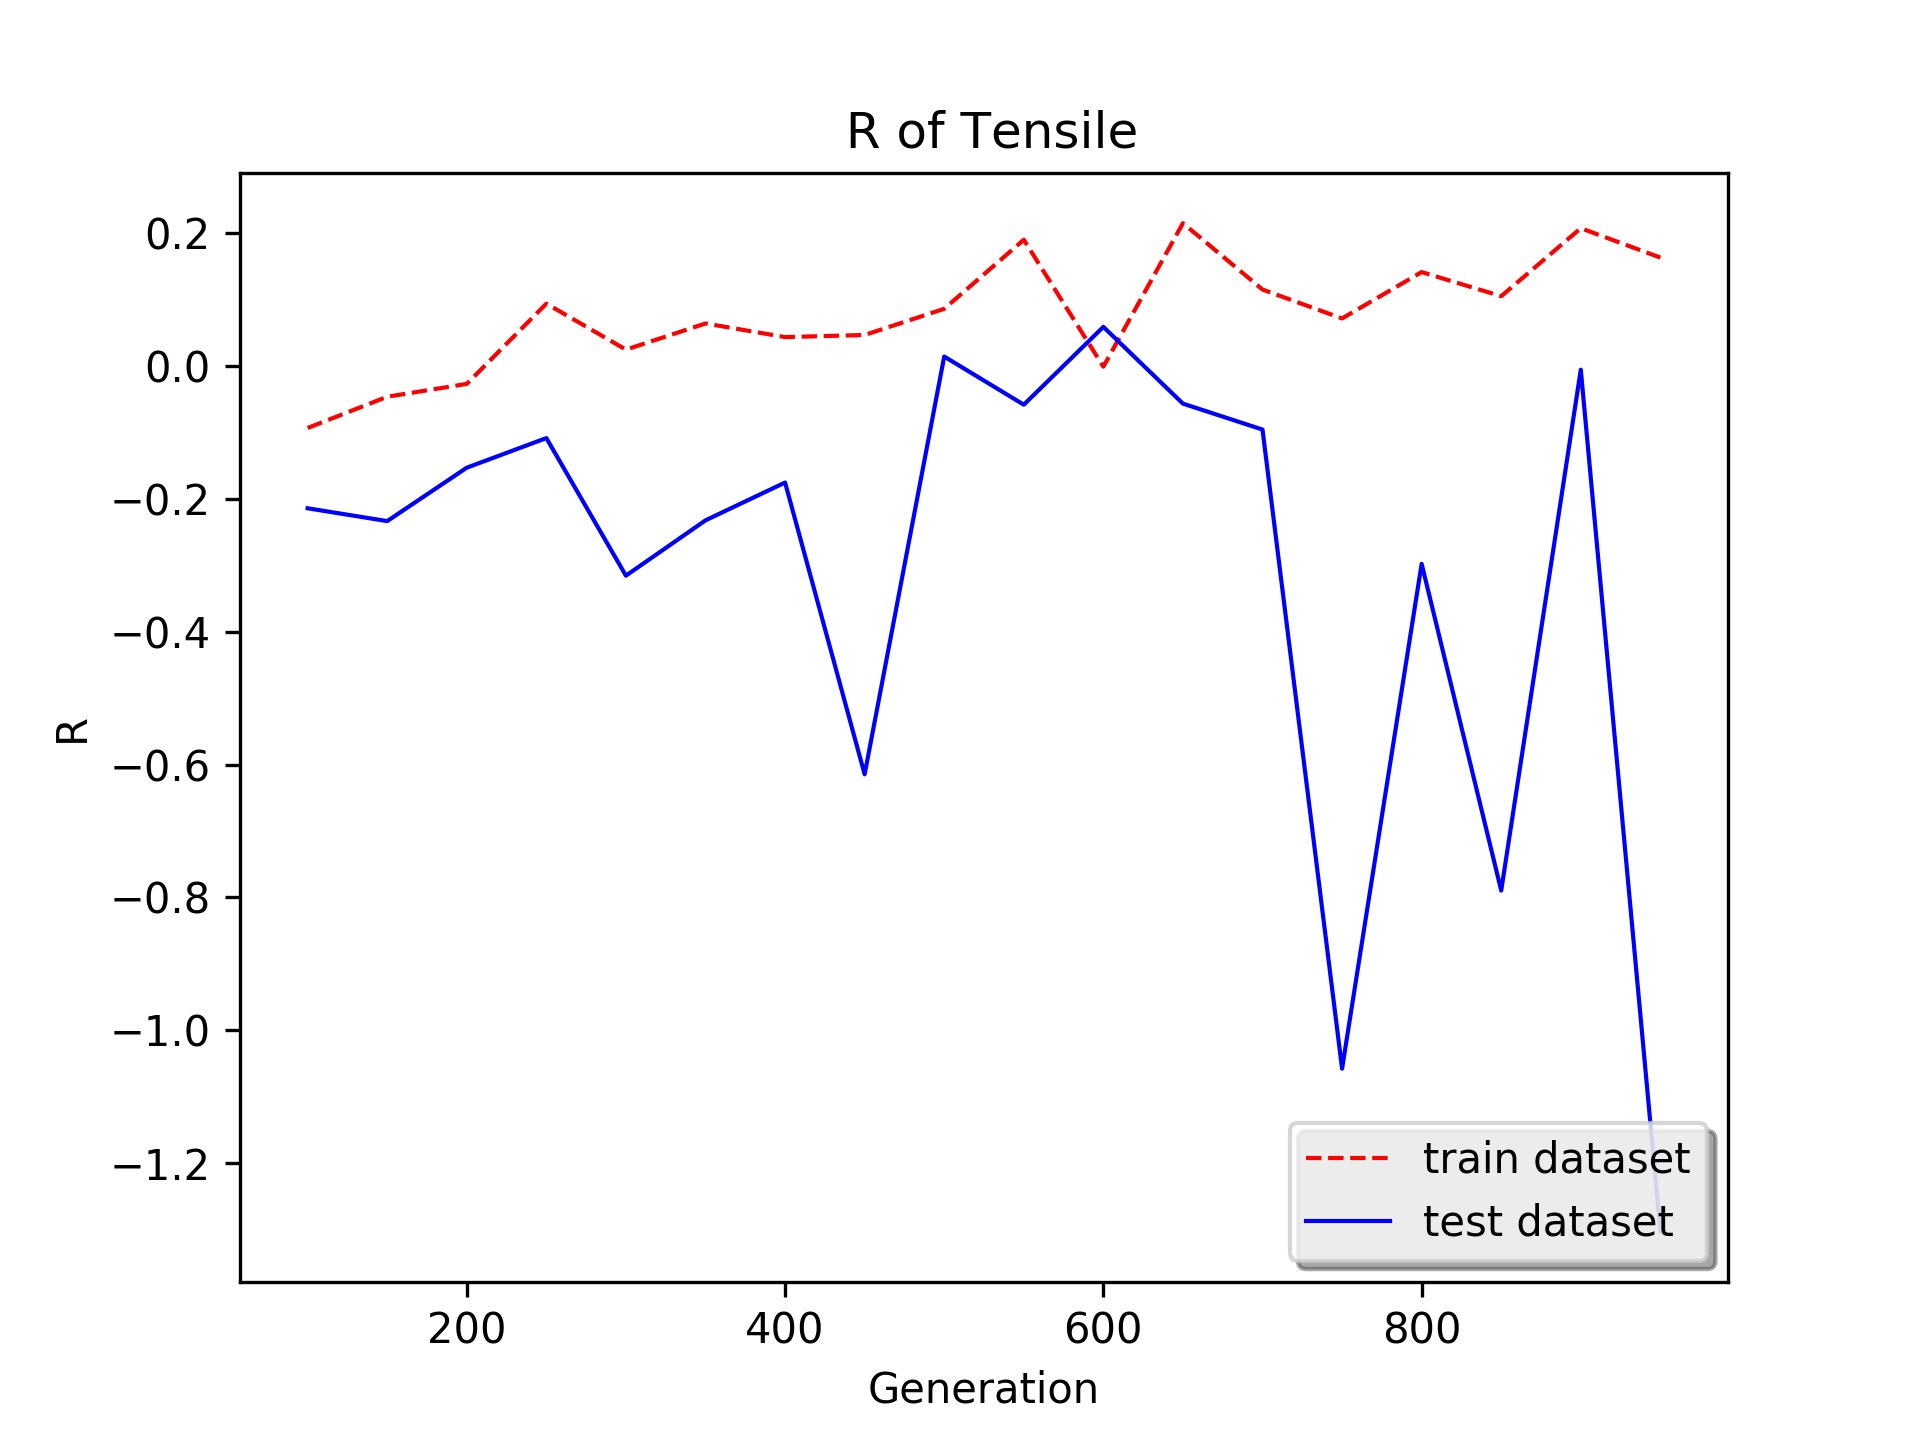 R of Tensile
0.2
0.0
−0.2
−0.4
−0.6
−0.8
−1.0
−1.2
R
train dataset
test dataset
200 400 600 800
Generation